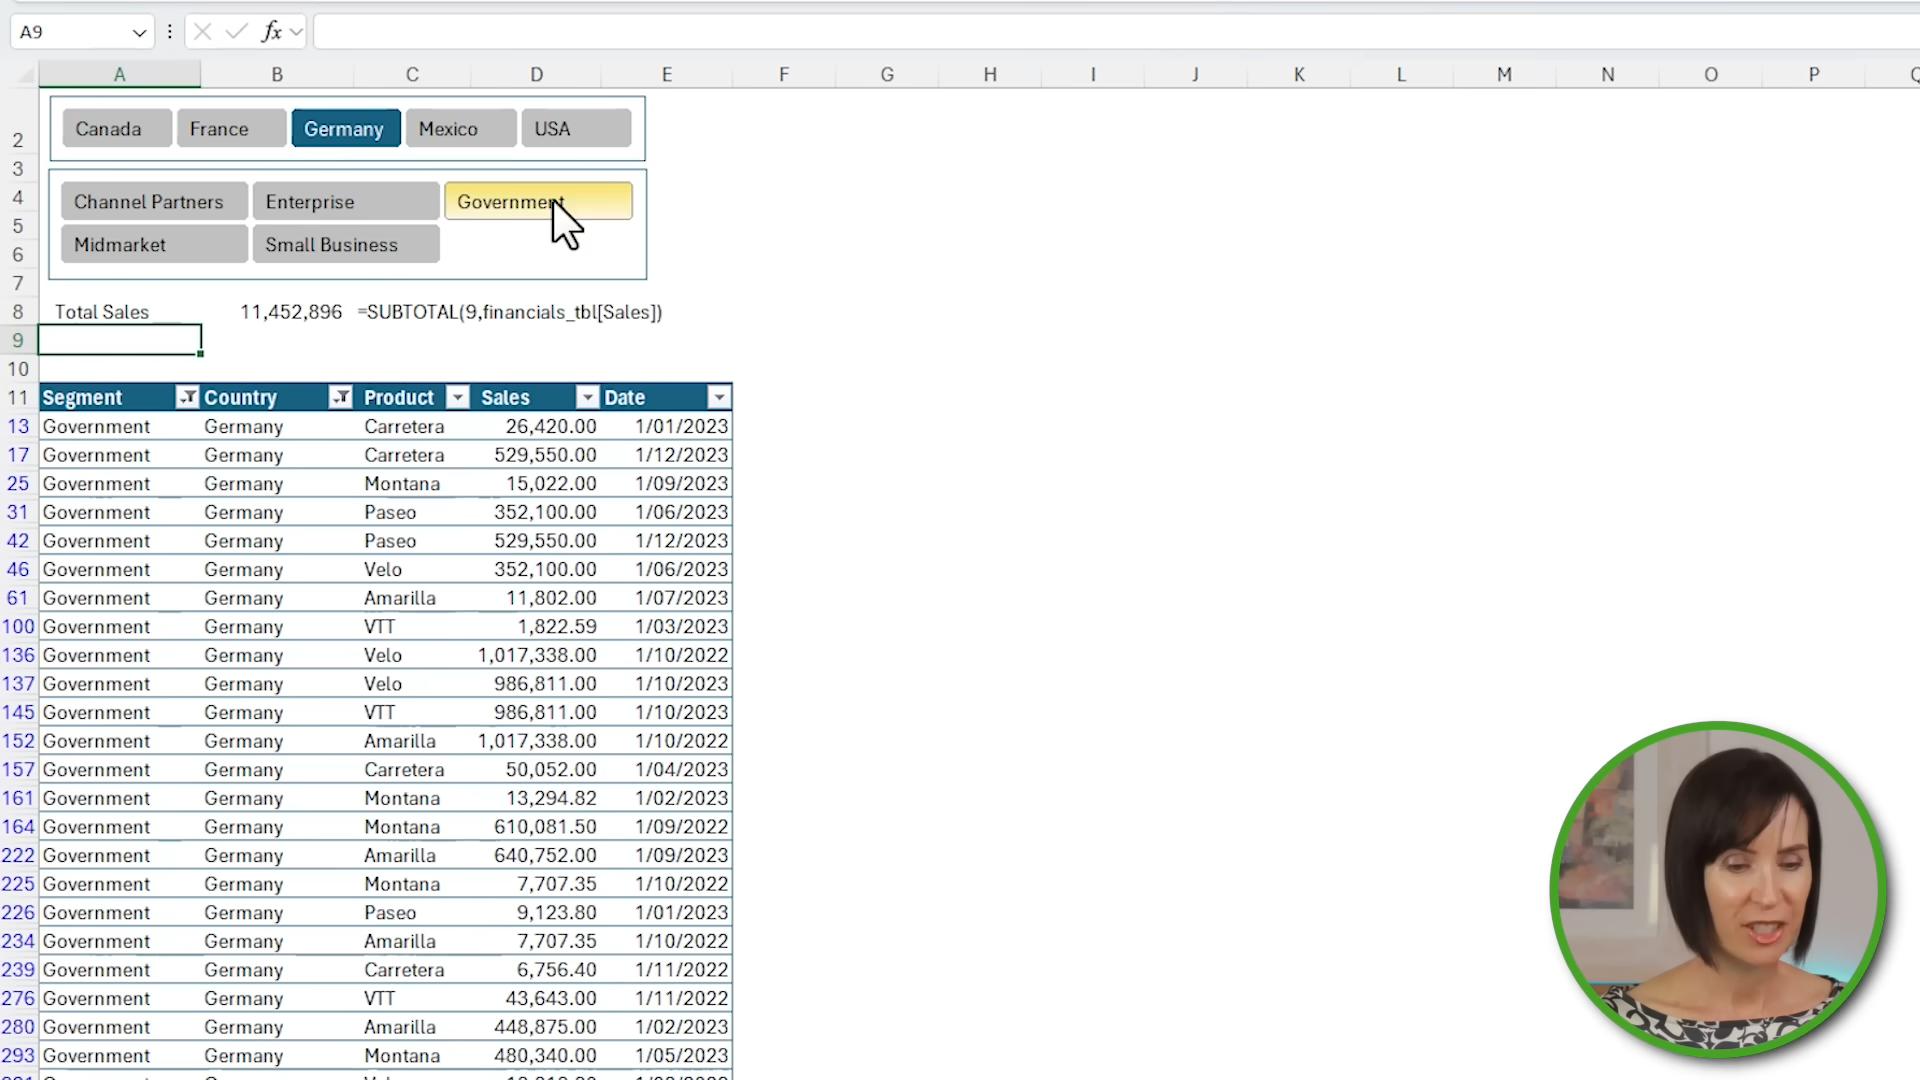 A9 fx
A B C D E F G H I J K L M N O P Q
Canada France Germany Mexico USA
2
3
4 Channel Partners Enterprise Government
5
6 Midmarket Small Business
7
8 Total Sales 11,452,896 =SUBTOTAL(9,financials_tbl[Sales])
9
10
11 Segment Country Product Sales Date
13 Government Germany Carretera 26,420.00 1/01/2023
17 Government Germany Carretera 529,550.00 1/12/2023
25 Government Germany Montana 15,022.00 1/09/2023
31 Government Germany Paseo 352,100.00 1/06/2023
42 Government Germany Paseo 529,550.00 1/12/2023
46 Government Germany Velo 352,100.00 1/06/2023
61 Government Germany Amarilla 11,802.00 1/07/2023
100 Government Germany VTT 1,822.59 1/03/2023
136 Government Germany Velo 1,017,338.00 1/10/2022
137 Government Germany Velo 986,811.00 1/10/2023
145 Government Germany VTT 986,811.00 1/10/2023
152 Government Germany Amarilla 1,017,338.00 1/10/2022
157 Government Germany Carretera 50,052.00 1/04/2023
161 Government Germany Montana 13,294.82 1/02/2023
164 Government Germany Montana 610,081.50 1/09/2022
222 Government Germany Amarilla 640,752.00 1/09/2023
225 Government Germany Montana 7,707.35 1/10/2022
226 Government Germany Paseo 9,123.80 1/01/2023
234 Government Germany Amarilla 7,707.35 1/10/2022
239 Government Germany Carretera 6,756.40 1/11/2022
276 Government Germany VTT 43,643.00 1/11/2022
280 Government Germany Amarilla 448,875.00 1/02/2023
293 Government Germany Montana 480,340.00 1/05/2023